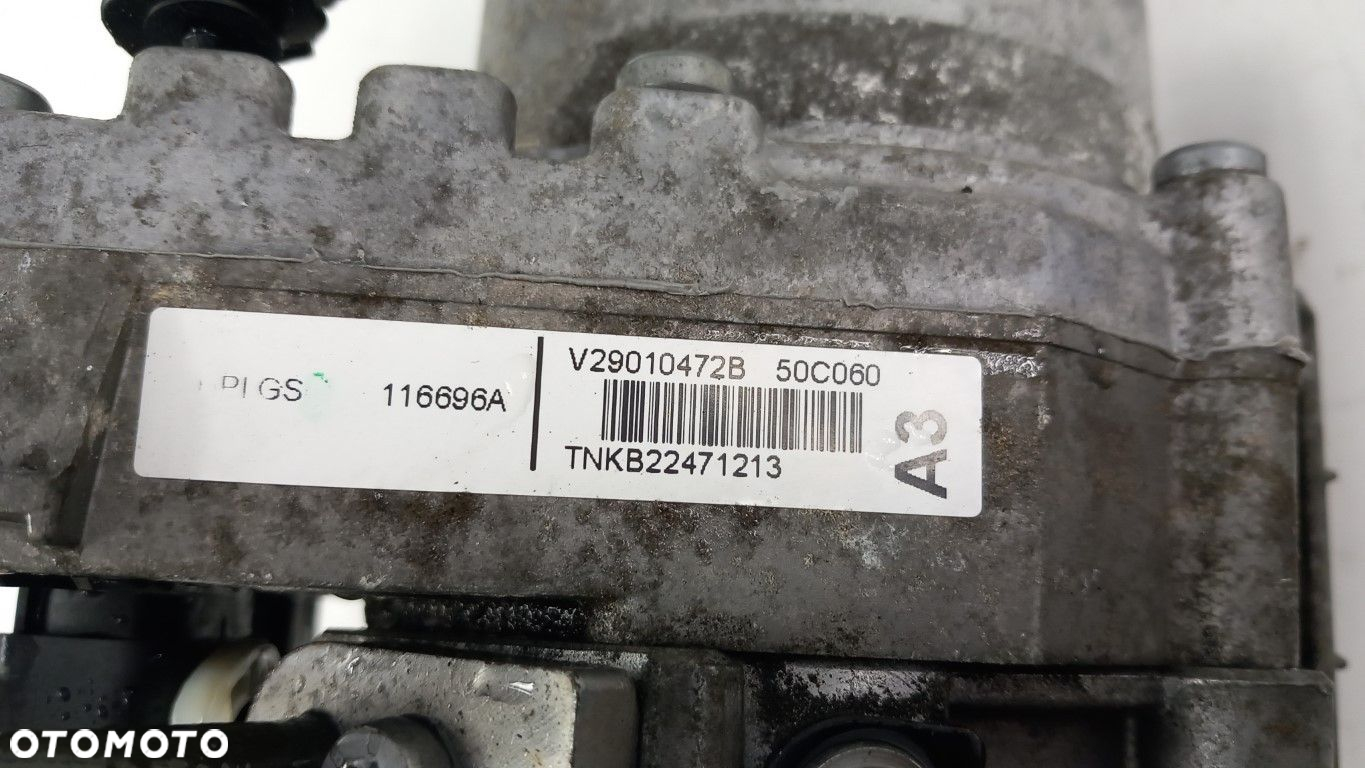 V29010472B 50C060
PI GS 116696A
TNKB22471213
A3
OTOMOTO